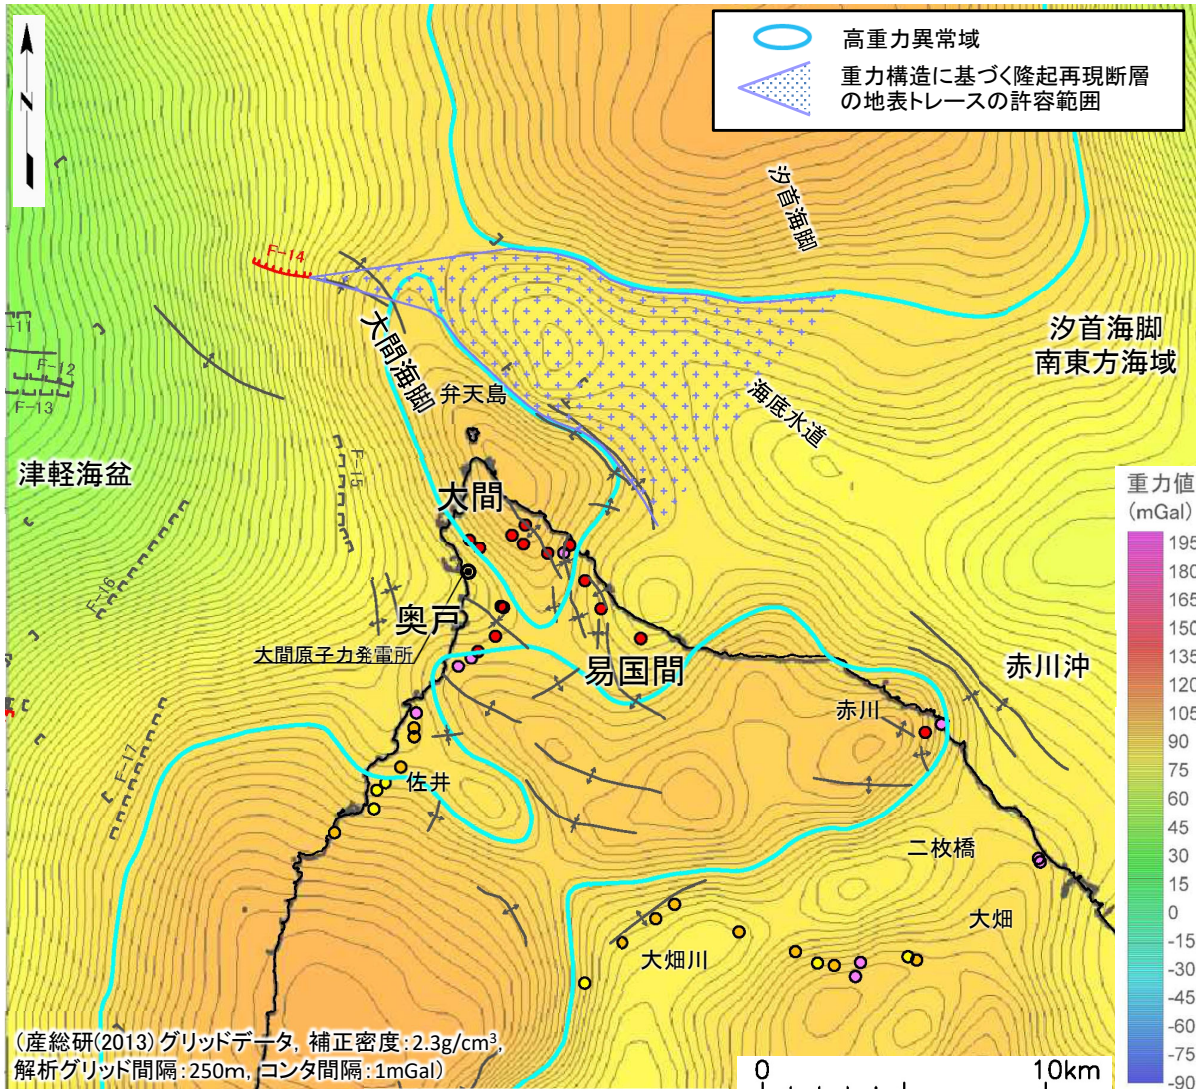 高重力異常域
重力構造に基づく隆起再現断層
の地表トレースの許容範囲
N
汐首海脚
F-14
大間海脚
汐首海脚
南東方海域
-11
F-12
F-13
弁天島
海底水道
津軽海盆
F-15
大間
重力値
(mGal)
195
180
165
150
135
120
105
90
75
60
45
30
15
0
-15
-30
-45
-60
-75
-90
F-16
奥戸
大間原子力発電所
易国間
赤川沖
赤川
F-17
佐井
二枚橋
大畑
大畑川
(産総研(2013)グリッドデータ, 補正密度:2.3g/cm³,
解析グリッド間隔:250m, コンタ間隔:1mGal)
0 10km